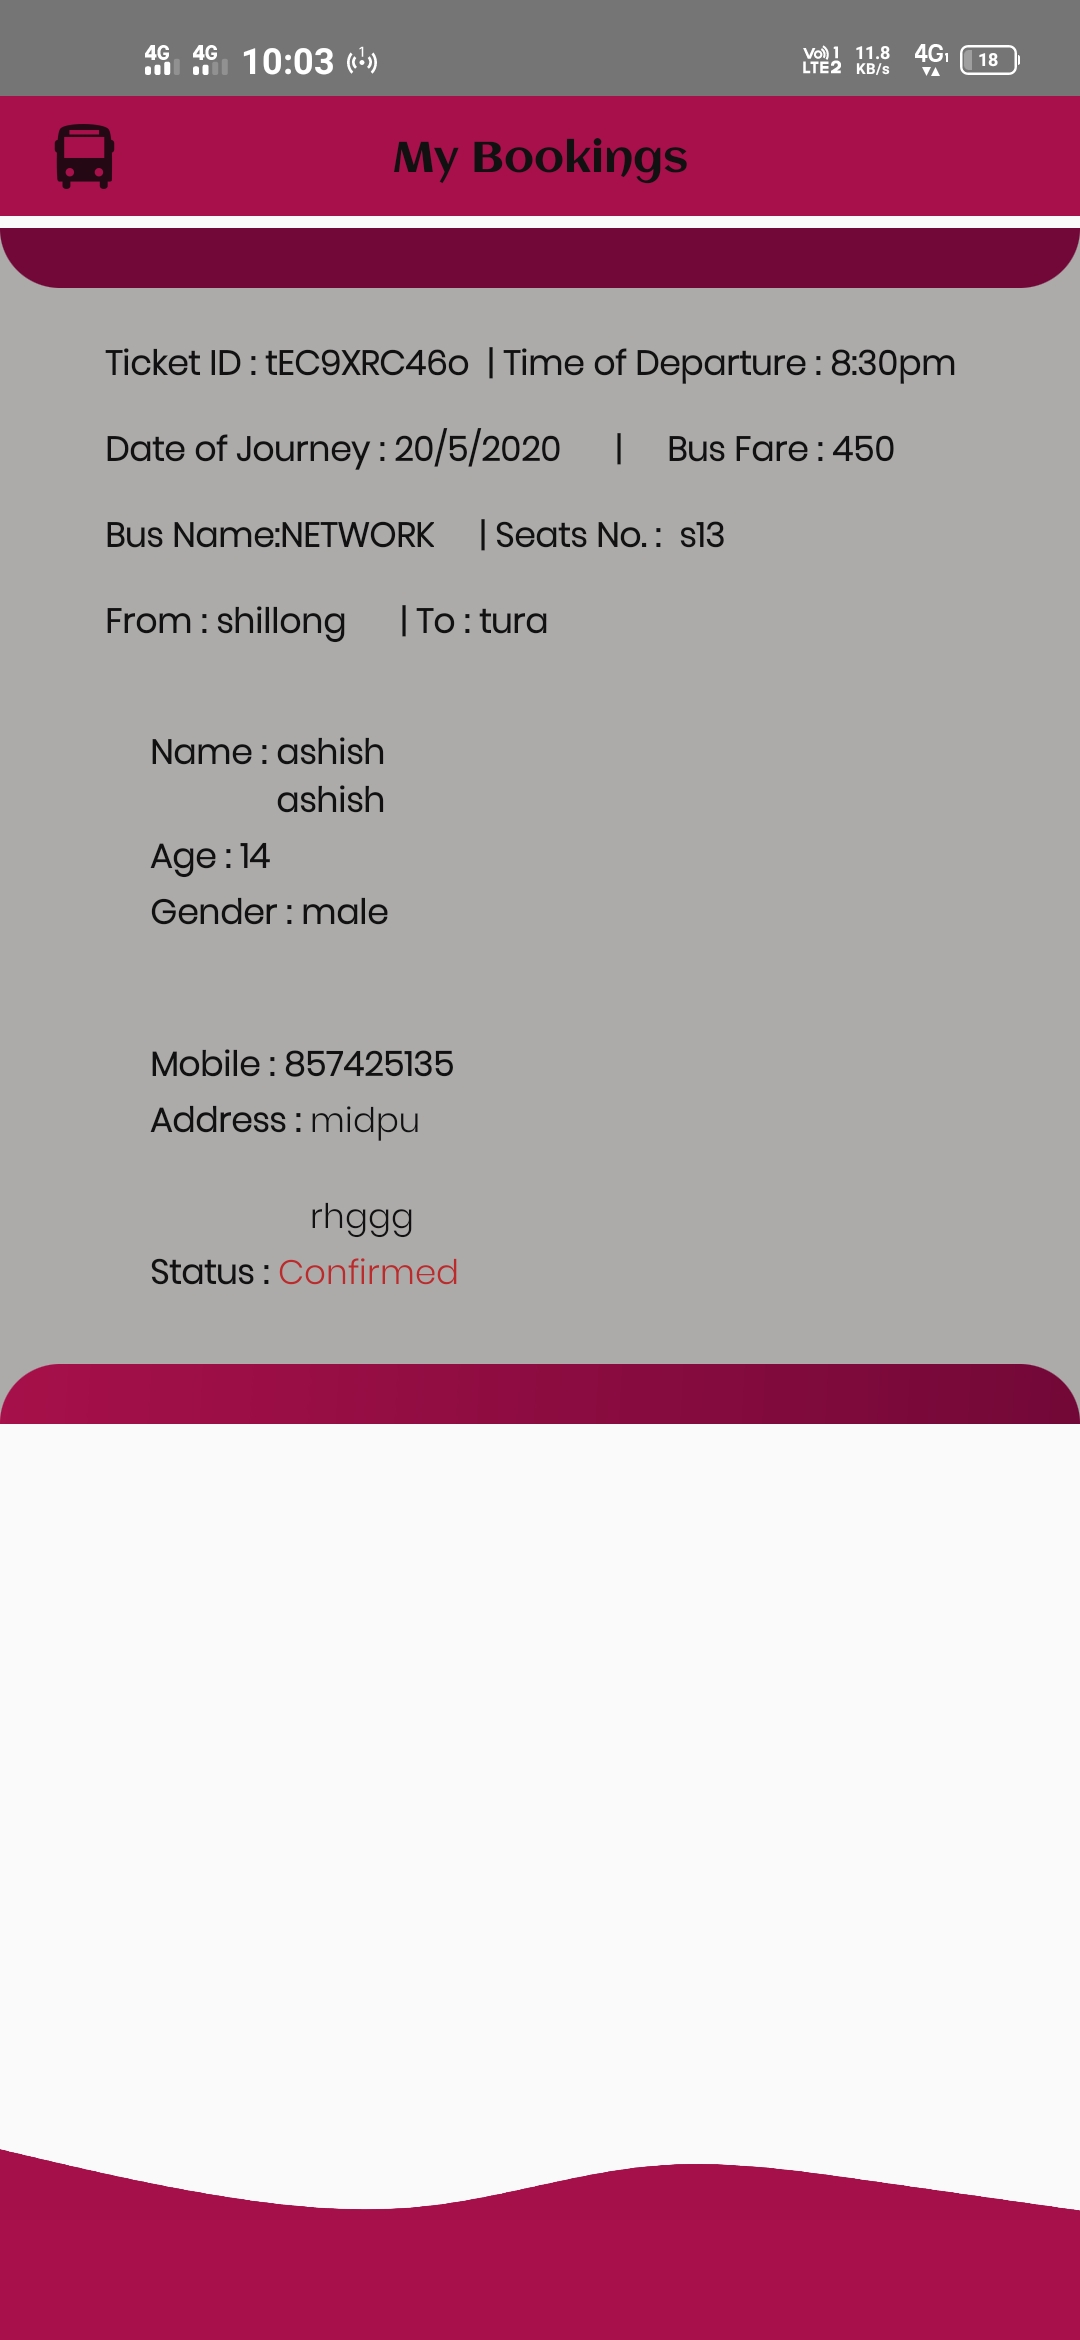 4G 4G 10:03 1 Vo)) 1 LTE2 11.8 KB/s 4G1 18
My Bookings
Ticket ID : tEC9XRC46o | Time of Departure : 8:30pm
Date of Journey : 20/5/2020 | Bus Fare : 450
Bus Name:NETWORK | Seats No. : s13
From : shillong | To : tura
Name : ashish
ashish
Age : 14
Gender : male
Mobile : 857425135
Address : midpu
rhggg
Status : Confirmed